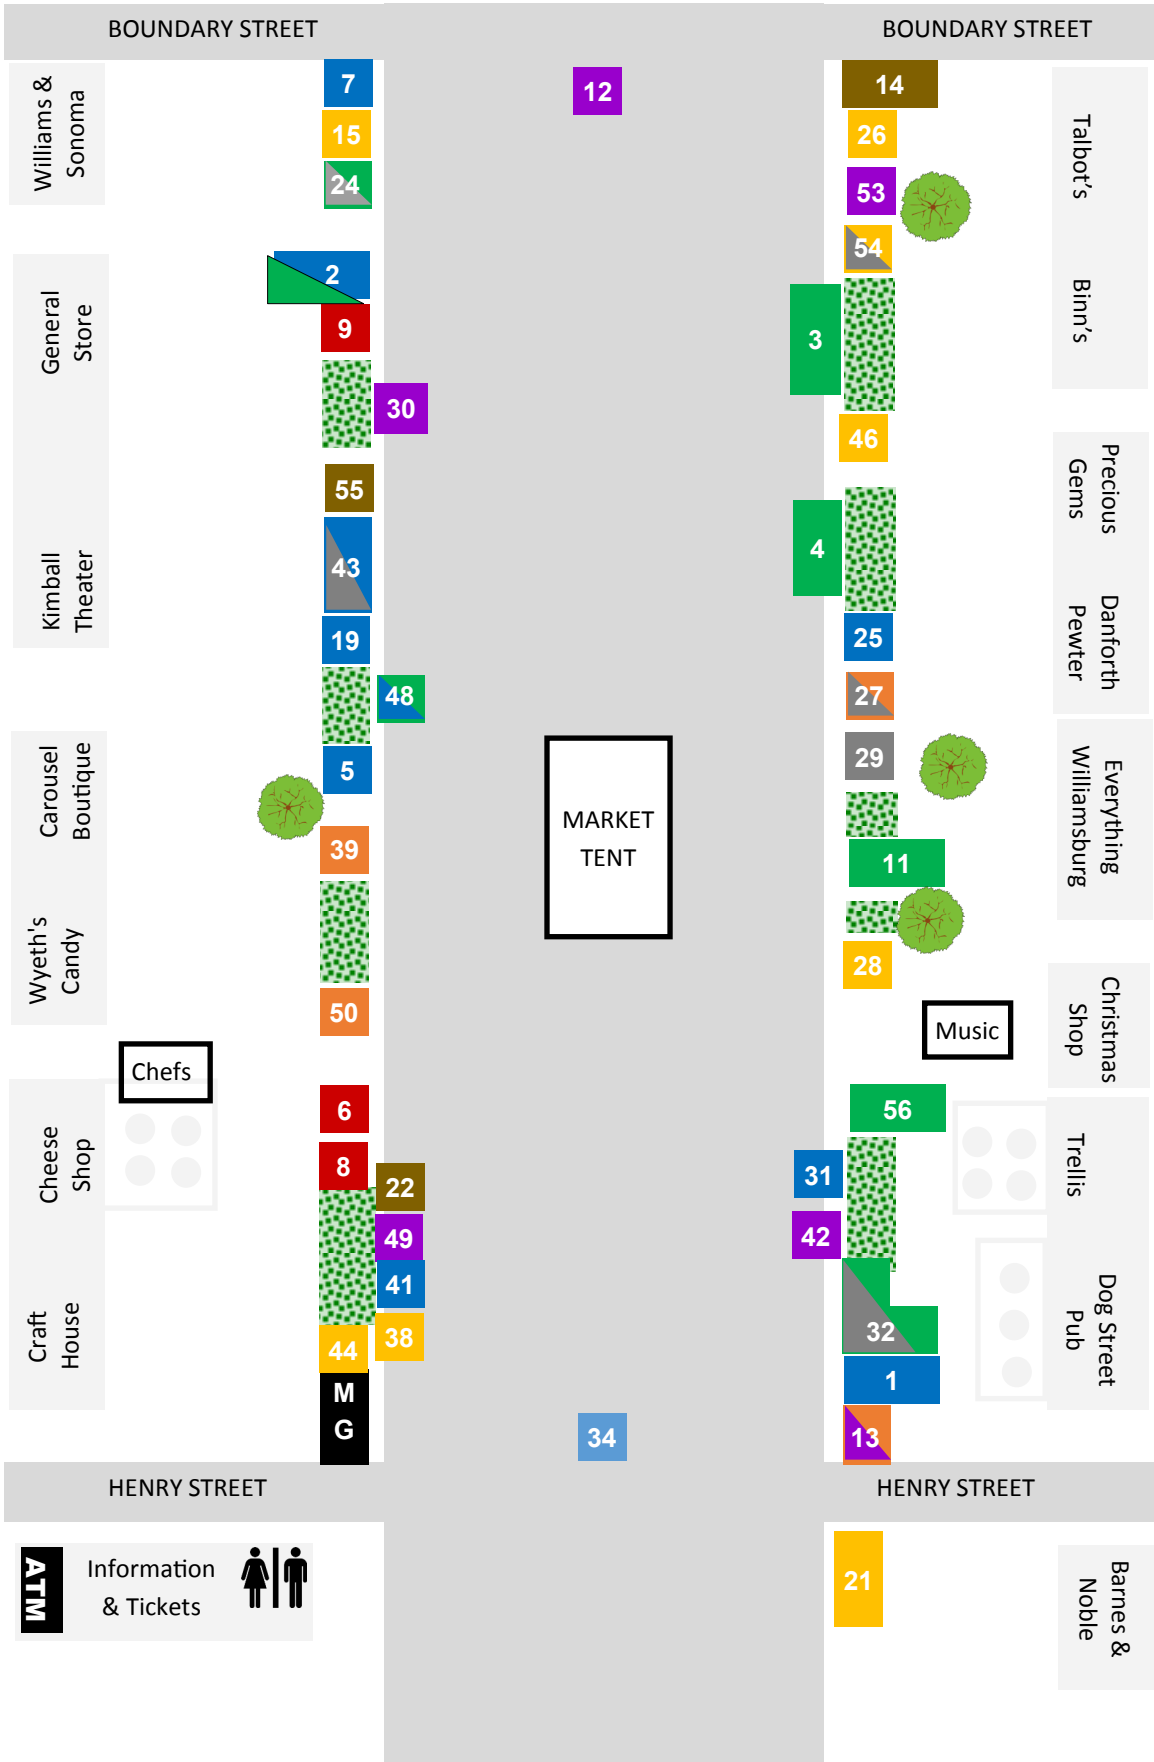 BOUNDARY STREET
BOUNDARY STREET
Williams &
Sonoma
7
15
24
12
14
26
53
54
Talbot's
General
Store
2
9
30
3
46
Binn's
55
43
19
48
Kimball
Theater
4
25
27
Precious
Gems
Danforth
Pewter
Carousel
Boutique
5
39
MARKET
TENT
29
11
28
Everything
Williamsburg
Wyeth's
Candy
50
Chefs
Music
Christmas
Shop
Cheese
Shop
6
8
22
49
41
38
44
M
G
Craft
House
34
56
31
42
32
1
13
Trellis
Dog Street
Pub
HENRY STREET
HENRY STREET
ATM
Information
& Tickets
21
Barnes &
Noble